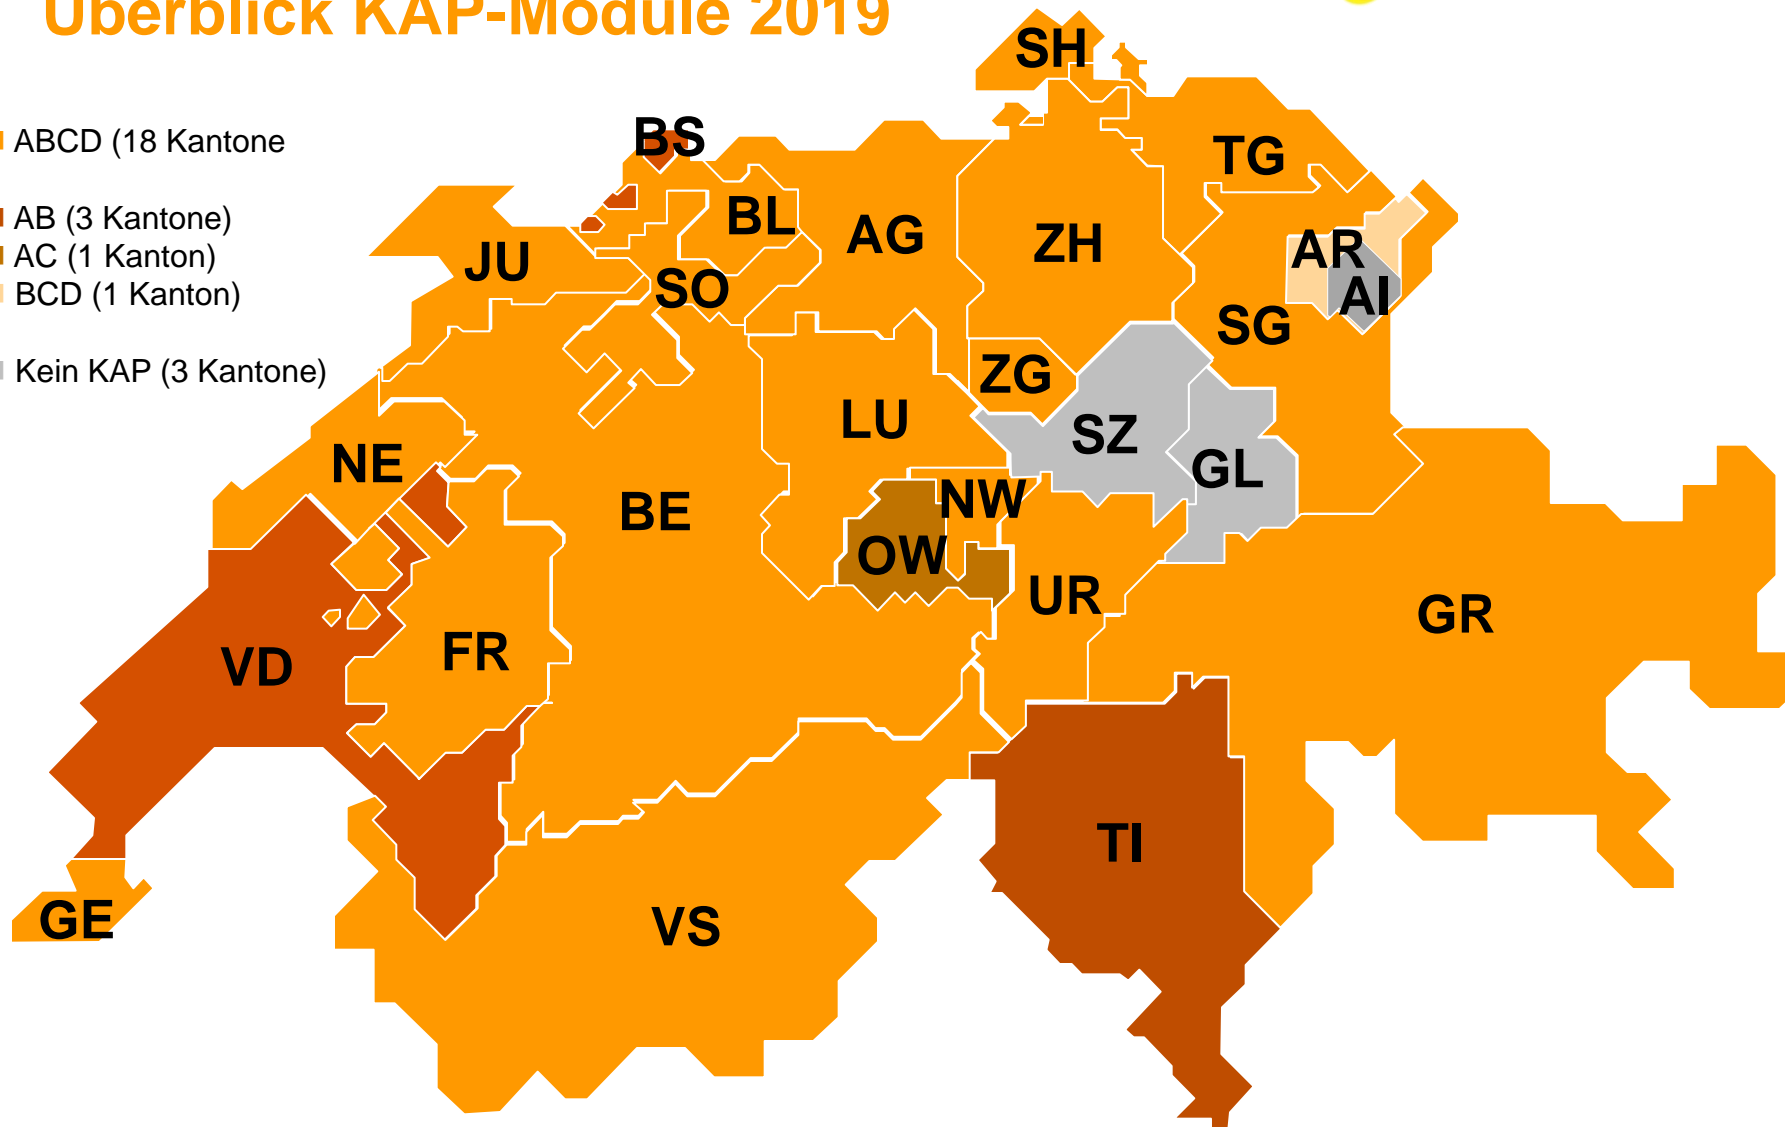 Überblick KAP-Module 2019
ABCD (18 Kantone
AB (3 Kantone)
AC (1 Kanton)
BCD (1 Kanton)
Kein KAP (3 Kantone)
SH
BS
TG
BL
AG
ZH
AR
JU
SO
AI
SG
ZG
LU
SZ
NE
GL
BE
NW
OW
UR
GR
FR
VD
TI
GE
VS